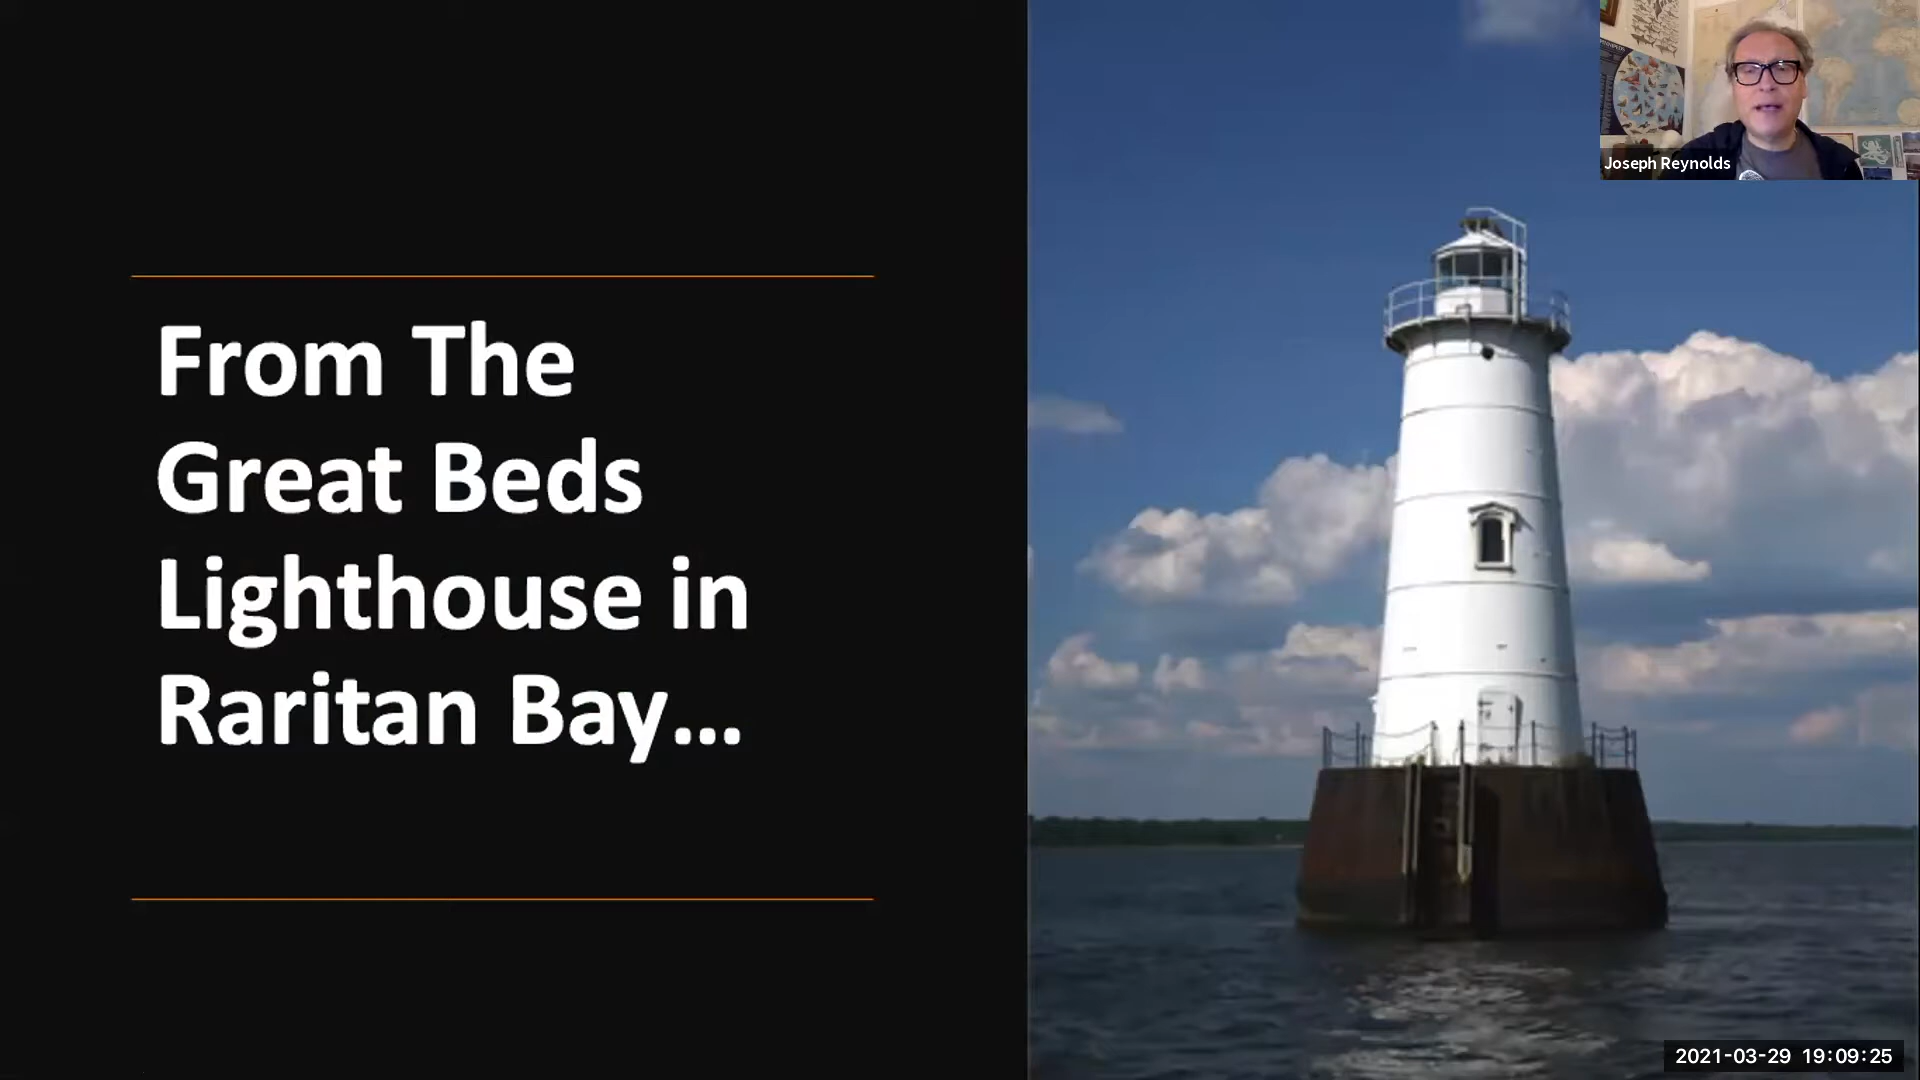 From The
Great Beds
Lighthouse in
Raritan Bay...
Joseph Reynolds
2021-03-29 19:09:25